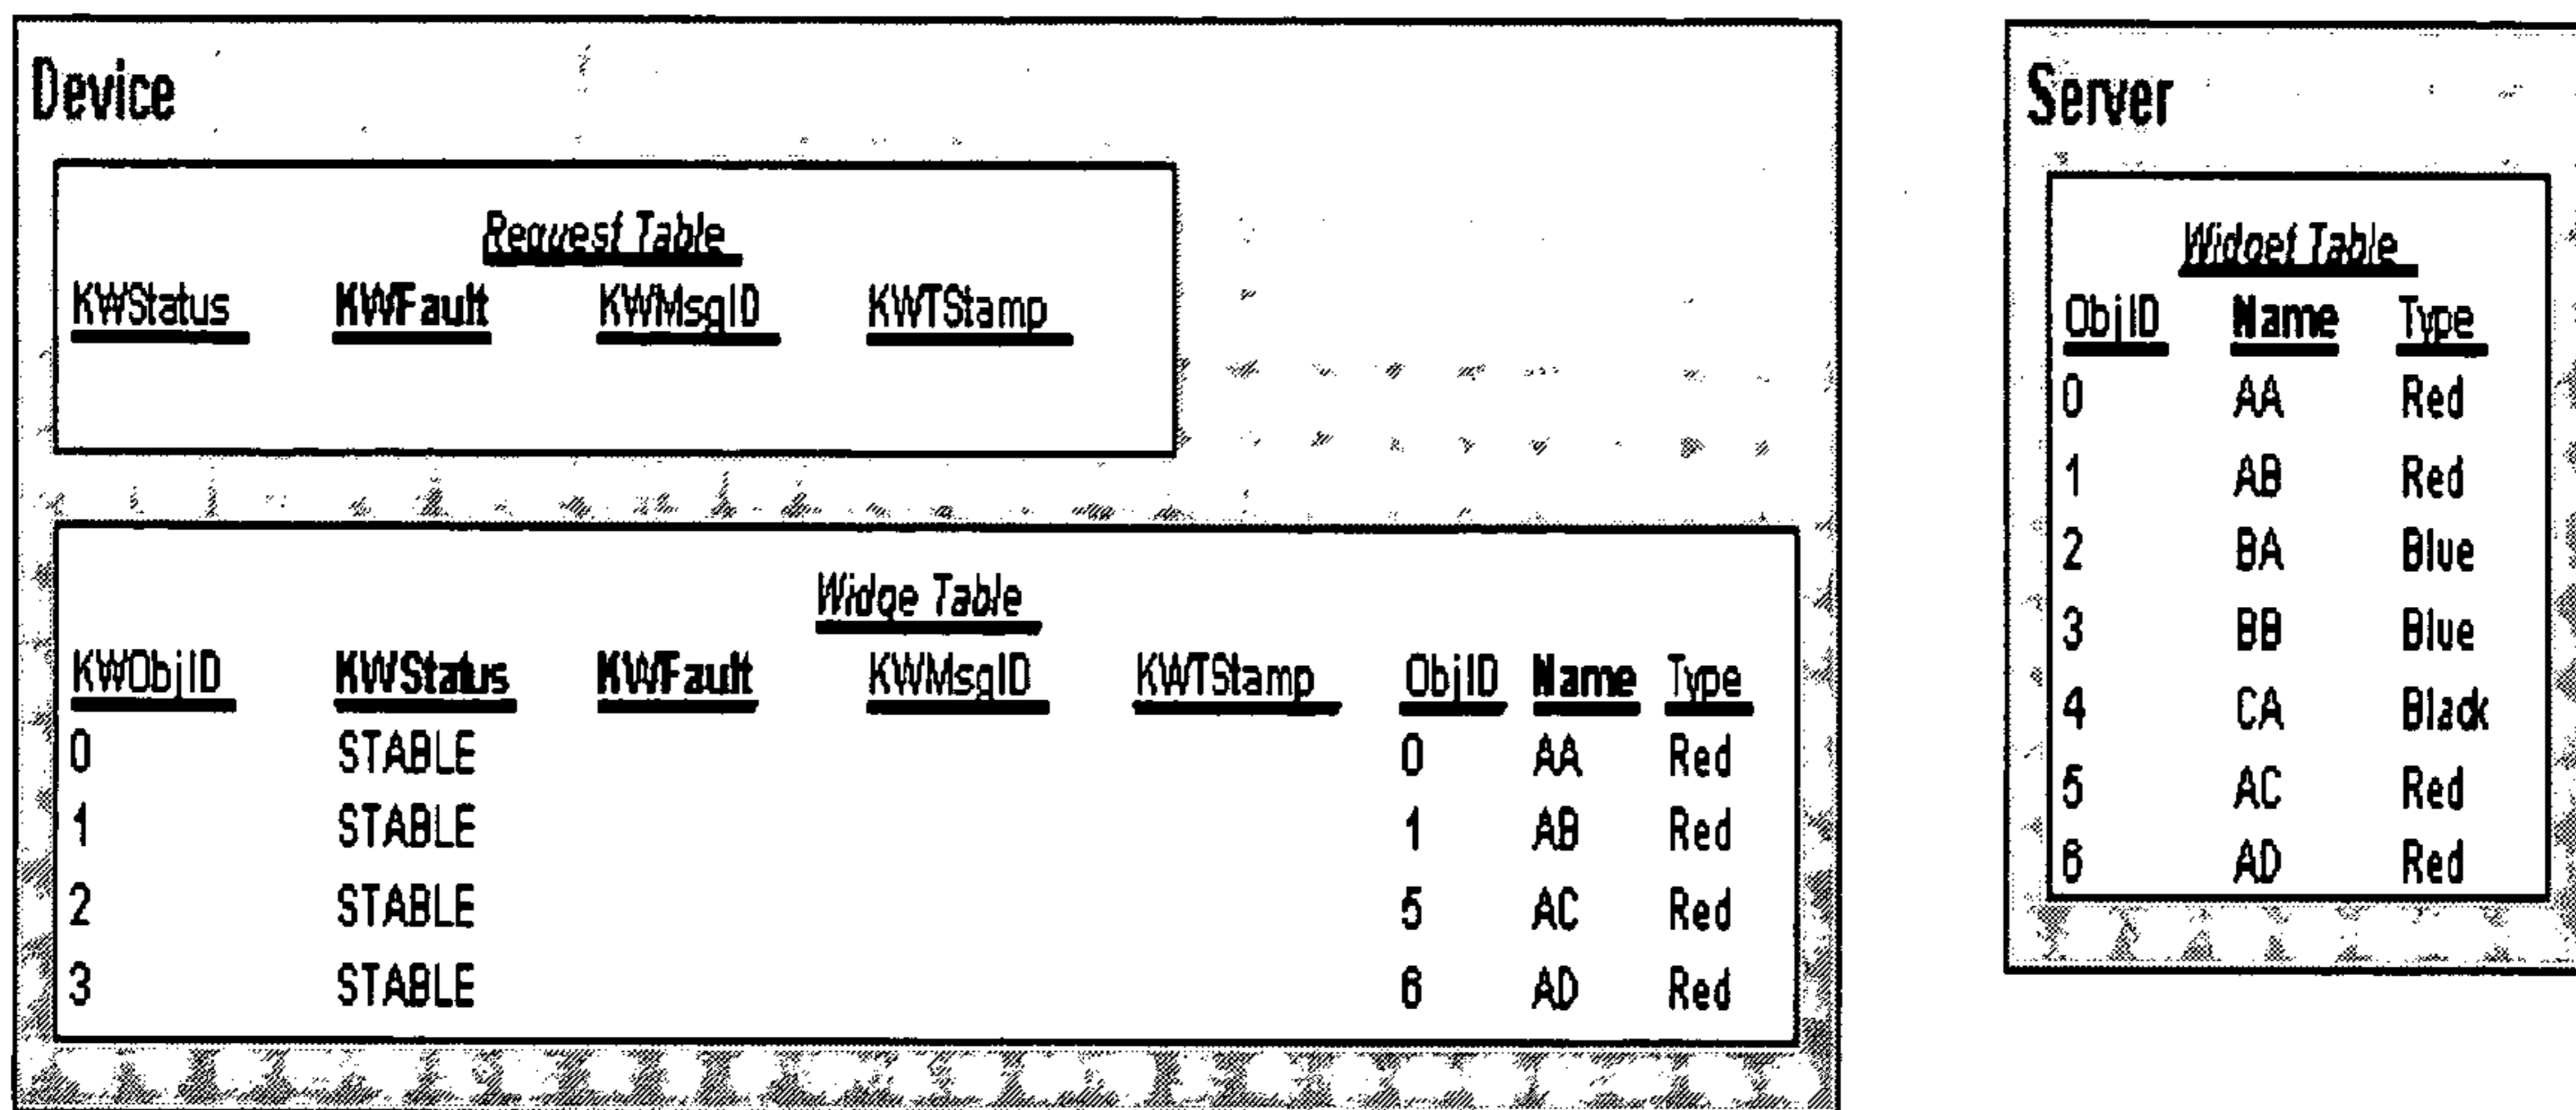 Device
Request Table
KWStatus KWFault KWMsgID KWTStamp
Widge Table
KWObjID KWStatus KWFault KWMsgID KWTStamp ObjID Name Type
0 STABLE 0 AA Red
1 STABLE 1 AB Red
2 STABLE 5 AC Red
3 STABLE 6 AD Red
Server
Widget Table
ObjID Name Type
0 AA Red
1 AB Red
2 BA Blue
3 BB Blue
4 CA Black
5 AC Red
6 AD Red